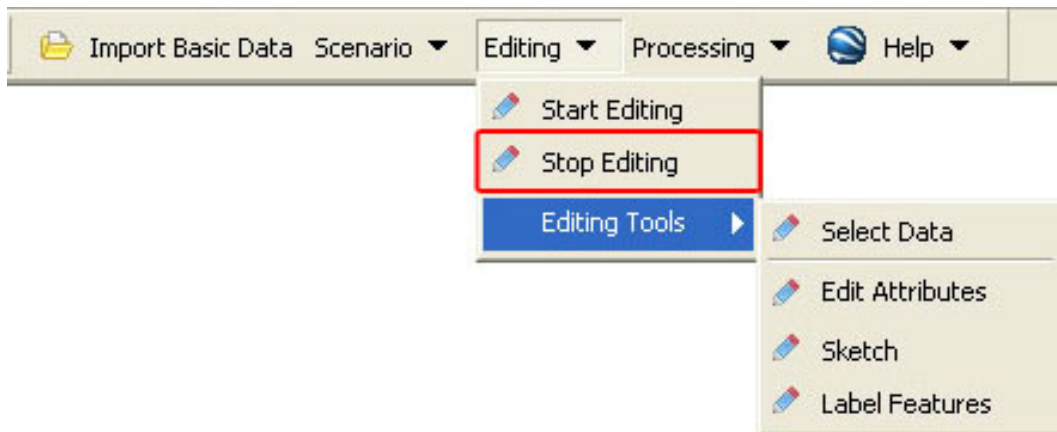 Import Basic Data Scenario Editing Processing Help
Start Editing
Stop Editing
Editing Tools
Select Data
Edit Attributes
Sketch
Label Features